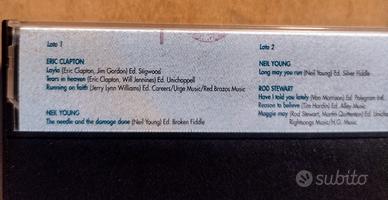 Lato 1
ERIC CLAPTON
Layla (Eric Clapton, Jim Gordon) Ed. Stigwood
Tears in heaven (Eric Clapton, Will Jennines) Ed. Unichappell
Running on faith (Jerry Lynn Williams) Ed. Careers/Urge Music/Red Brazos Music
NEIL YOUNG
The needle and the damage done (Neil Young) Ed. Broken Fiddle
Lato 2
NEIL YOUNG
Long may you run (Neil Young) Ed. Silver Fiddle
ROD STEWART
Have I told you lately (Van Morrison) Ed. Polegram Int.
Reason to believe (Tim Hardin) Ed. Alley Music
Maggie may (Rod Stewart, Martin Quittenton) Ed. Unichap
Rightsongs Music/H.G. Music
subito